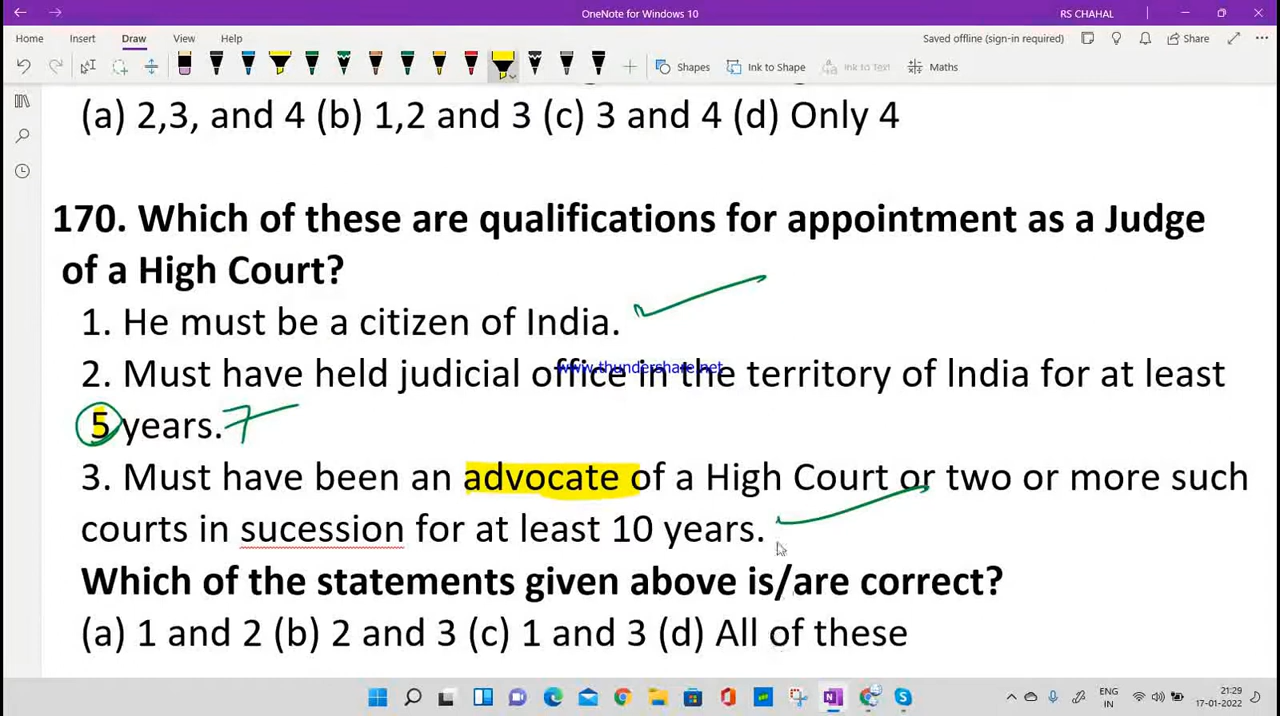 OneNote for Windows 10
RS CHAHAL
Home Insert Draw View Help
Saved offline (sign-in required)
Share
Shapes
Ink to Shape
Ink to Text
Maths
(a) 2,3, and 4 (b) 1,2 and 3 (c) 3 and 4 (d) Only 4
170. Which of these are qualifications for appointment as a Judge
of a High Court?
1. He must be a citizen of India.
2. Must have held judicial office in the territory of lndia for at least
www.thundershare.net
5 years. 7
3. Must have been an advocate of a High Court or two or more such
courts in sucession for at least 10 years.
Which of the statements given above is/are correct?
(a) 1 and 2 (b) 2 and 3 (c) 1 and 3 (d) All of these
ENG
IN
21:29
17-01-2022